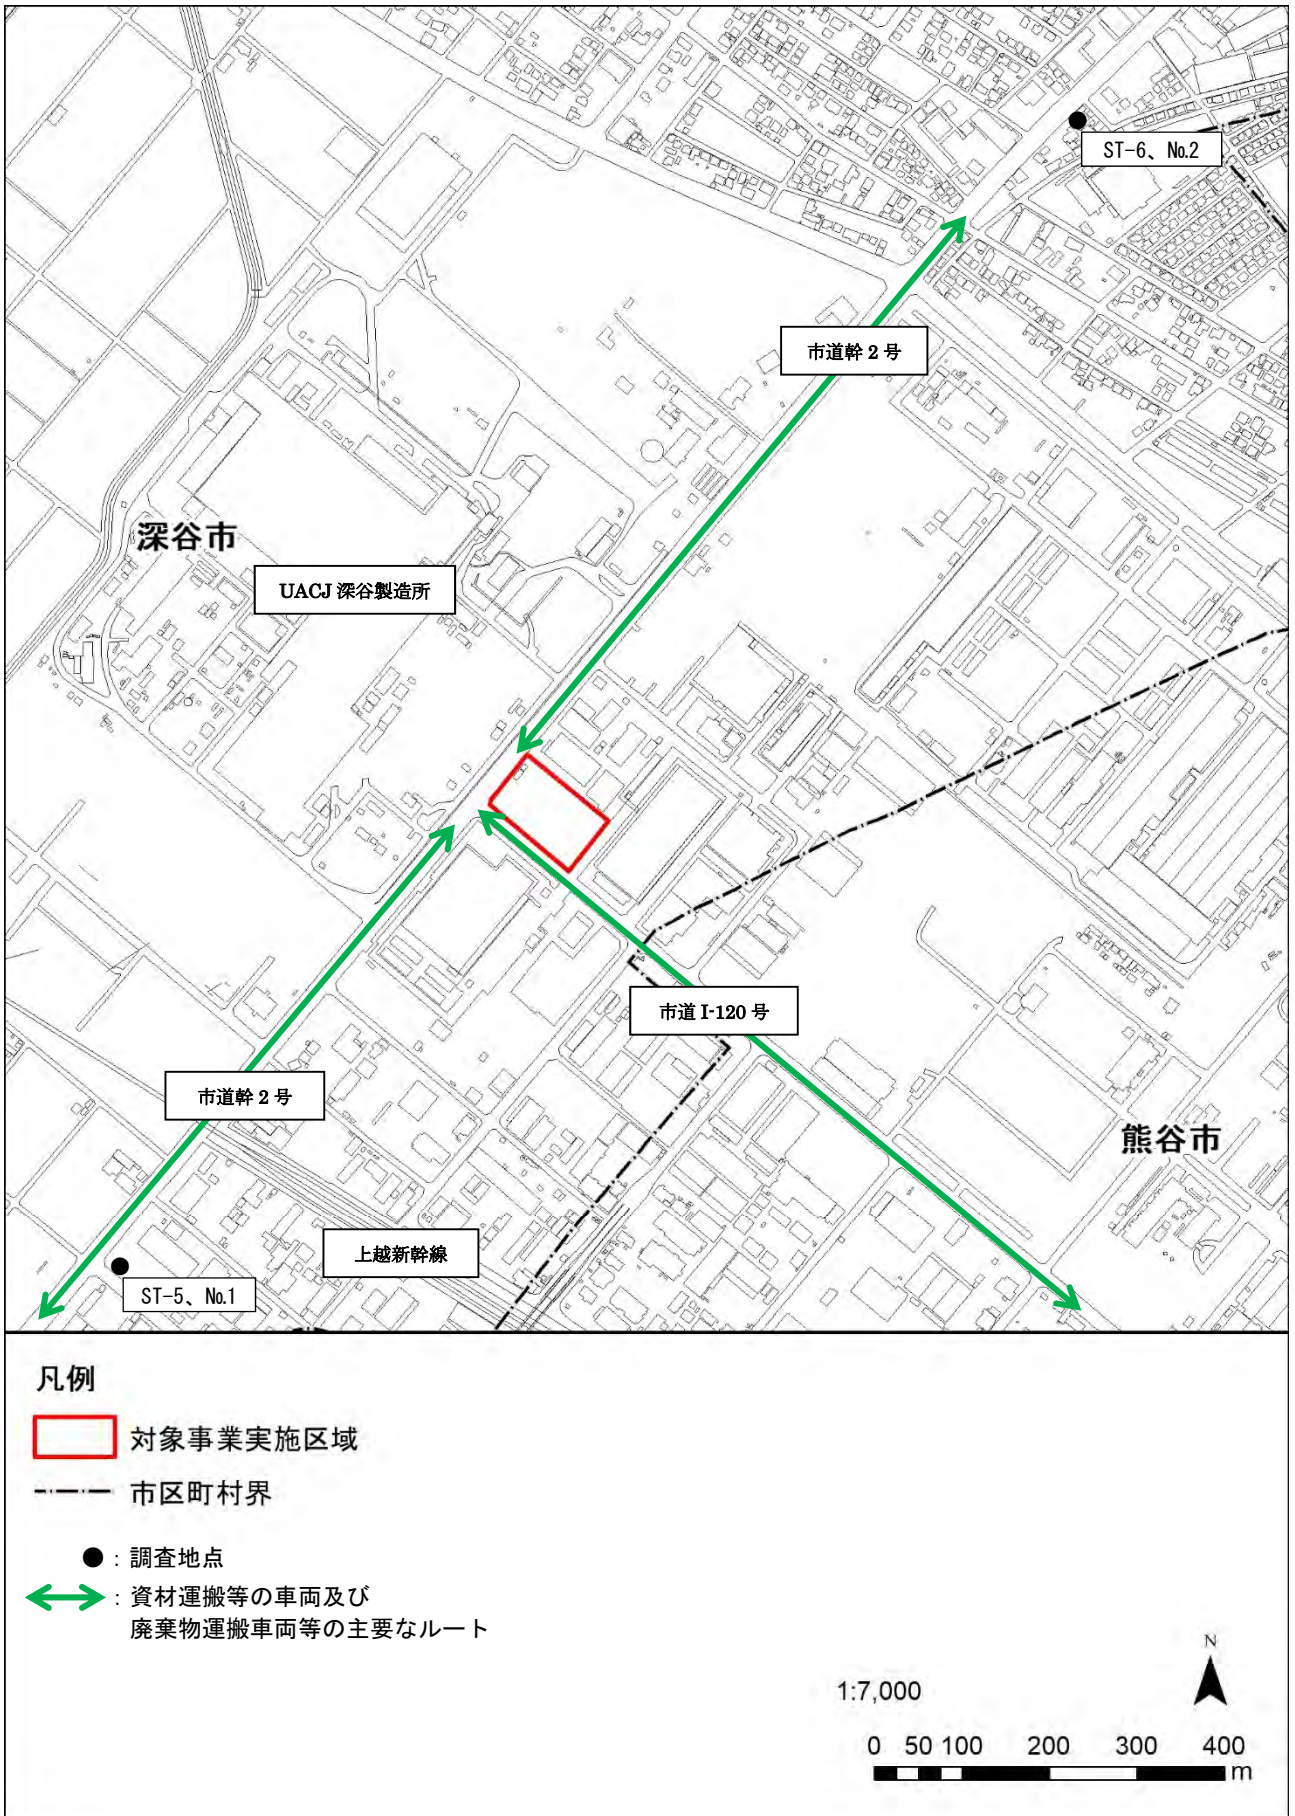 ST-6、No.2
市道幹2号
深谷市
UACJ 深谷製造所
市道 I-120 号
市道幹2号
熊谷市
上越新幹線
ST-5、No.1
凡例
対象事業実施区域
市区町村界
●：調査地点
：資材運搬等の車両及び
廃棄物運搬車両等の主要なルート
N
1:7,000
0 50 100 200 300 400
m